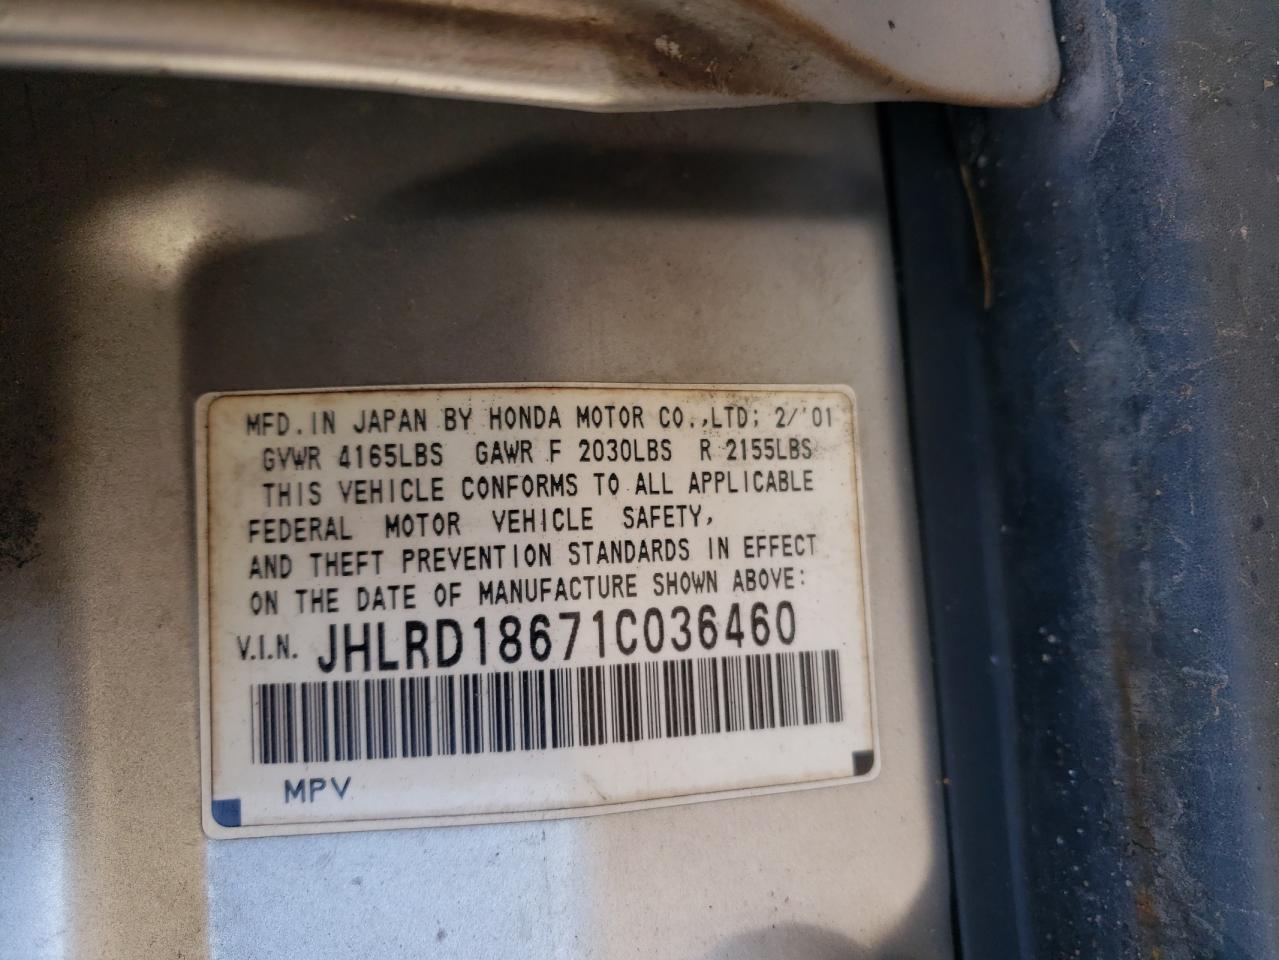 MFD. IN JAPAN BY HONDA MOTOR CO.,LTD; 2/'01
GVWR 4165LBS GAWR F 2030LBS R 2155LBS
THIS VEHICLE CONFORMS TO ALL APPLICABLE
FEDERAL MOTOR VEHICLE SAFETY,
AND THEFT PREVENTION STANDARDS IN EFFECT
ON THE DATE OF MANUFACTURE SHOWN ABOVE:
V.I.N. JHLRD18671C036460
MPV